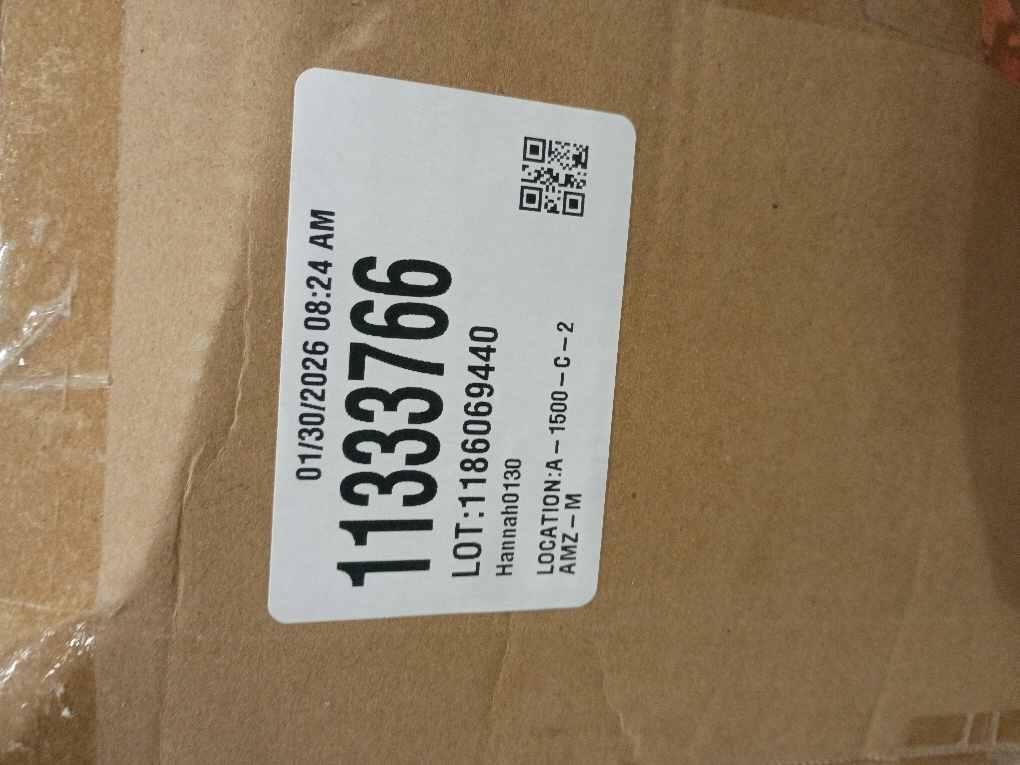 01/30/2026 08:24 AM
11333766
LOT:1186069440
Hannah0130
LOCATION:A-1500-C-2
AMZ-M